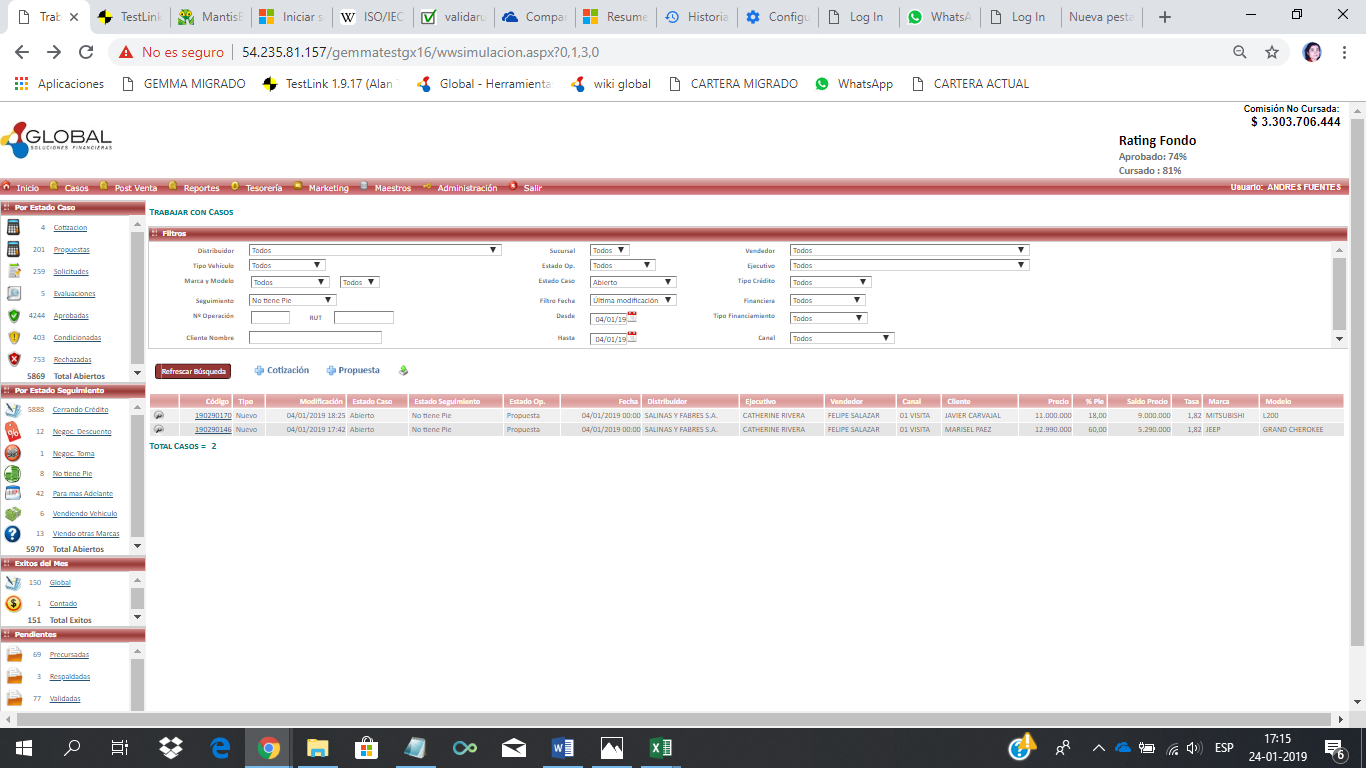 Trab
TestLink
MantisB
Iniciar s
ISO/IEC
validaru
Compar
Resume
Historia
Configu
Log In
WhatsA
Log In
Nueva pesta
No es seguro | 54.235.81.157/gemmatestgx16/wwsimulacion.aspx?0,1,3,0
Aplicaciones GEMMA MIGRADO TestLink 1.9.17 (Alan Global - Herramienta wiki global CARTERA MIGRADO WhatsApp CARTERA ACTUAL
Comisión No Cursada:
$ 3.303.706.444
GLOBAL
SOLUCIONES FINANCIERAS
Rating Fondo
Aprobado: 74%
Cursado : 81%
Inicio Casos Post Venta Reportes Tesorería Marketing Maestros Administración Salir Usuario: ANDRES FUENTES
Por Estado Caso
4 Cotizacion
201 Propuestas
259 Solicitudes
5 Evaluaciones
4244 Aprobadas
403 Condicionadas
753 Rechazadas
5869 Total Abiertos
Por Estado Seguimiento
5888 Cerrando Crédito
12 Negoc. Descuento
1 Negoc. Toma
8 No tiene Pie
42 Para mas Adelante
6 Vendiendo Vehiculo
13 Viendo otras Marcas
5970 Total Abiertos
Exitos del Mes
150 Global
1 Contado
151 Total Exitos
Pendientes
69 Precursadas
3 Respaldadas
77 Validadas
TRABAJAR CON CASOS
Filtros
Distribuidor Todos Sucursal Todos Vendedor Todos
Tipo Vehículo Todos Estado Op. Todos Ejecutivo Todos
Marca y Modelo Todos Todos Estado Caso Abierto Tipo Crédito Todos
Seguimiento No tiene Pie Filtro Fecha Última modificación Financiera Todos
Nº Operación RUT Desde 04/01/19 Tipo Financiamiento Todos
Cliente Nombre Hasta 04/01/19 Canal Todos
Refrescar Búsqueda Cotización Propuesta
Código Tipo Modificación Estado Caso Estado Seguimiento Estado Op. Fecha Distribuidor Ejecutivo Vendedor Canal Cliente Precio % Pie Saldo Precio Tasa Marca Modelo
190290170 Nuevo 04/01/2019 18:25 Abierto No tiene Pie Propuesta 04/01/2019 00:00 SALINAS Y FABRES S.A. CATHERINE RIVERA FELIPE SALAZAR 01 VISITA JAVIER CARVAJAL 11.000.000 18,00 9.000.000 1,82 MITSUBISHI L200
190290146 Nuevo 04/01/2019 17:42 Abierto No tiene Pie Propuesta 04/01/2019 00:00 SALINAS Y FABRES S.A. CATHERINE RIVERA FELIPE SALAZAR 01 VISITA MARISEL PAEZ 12.990.000 60,00 5.290.000 1,82 JEEP GRAND CHEROKEE
TOTAL CASOS = 2
ESP
17:15
24-01-2019
6